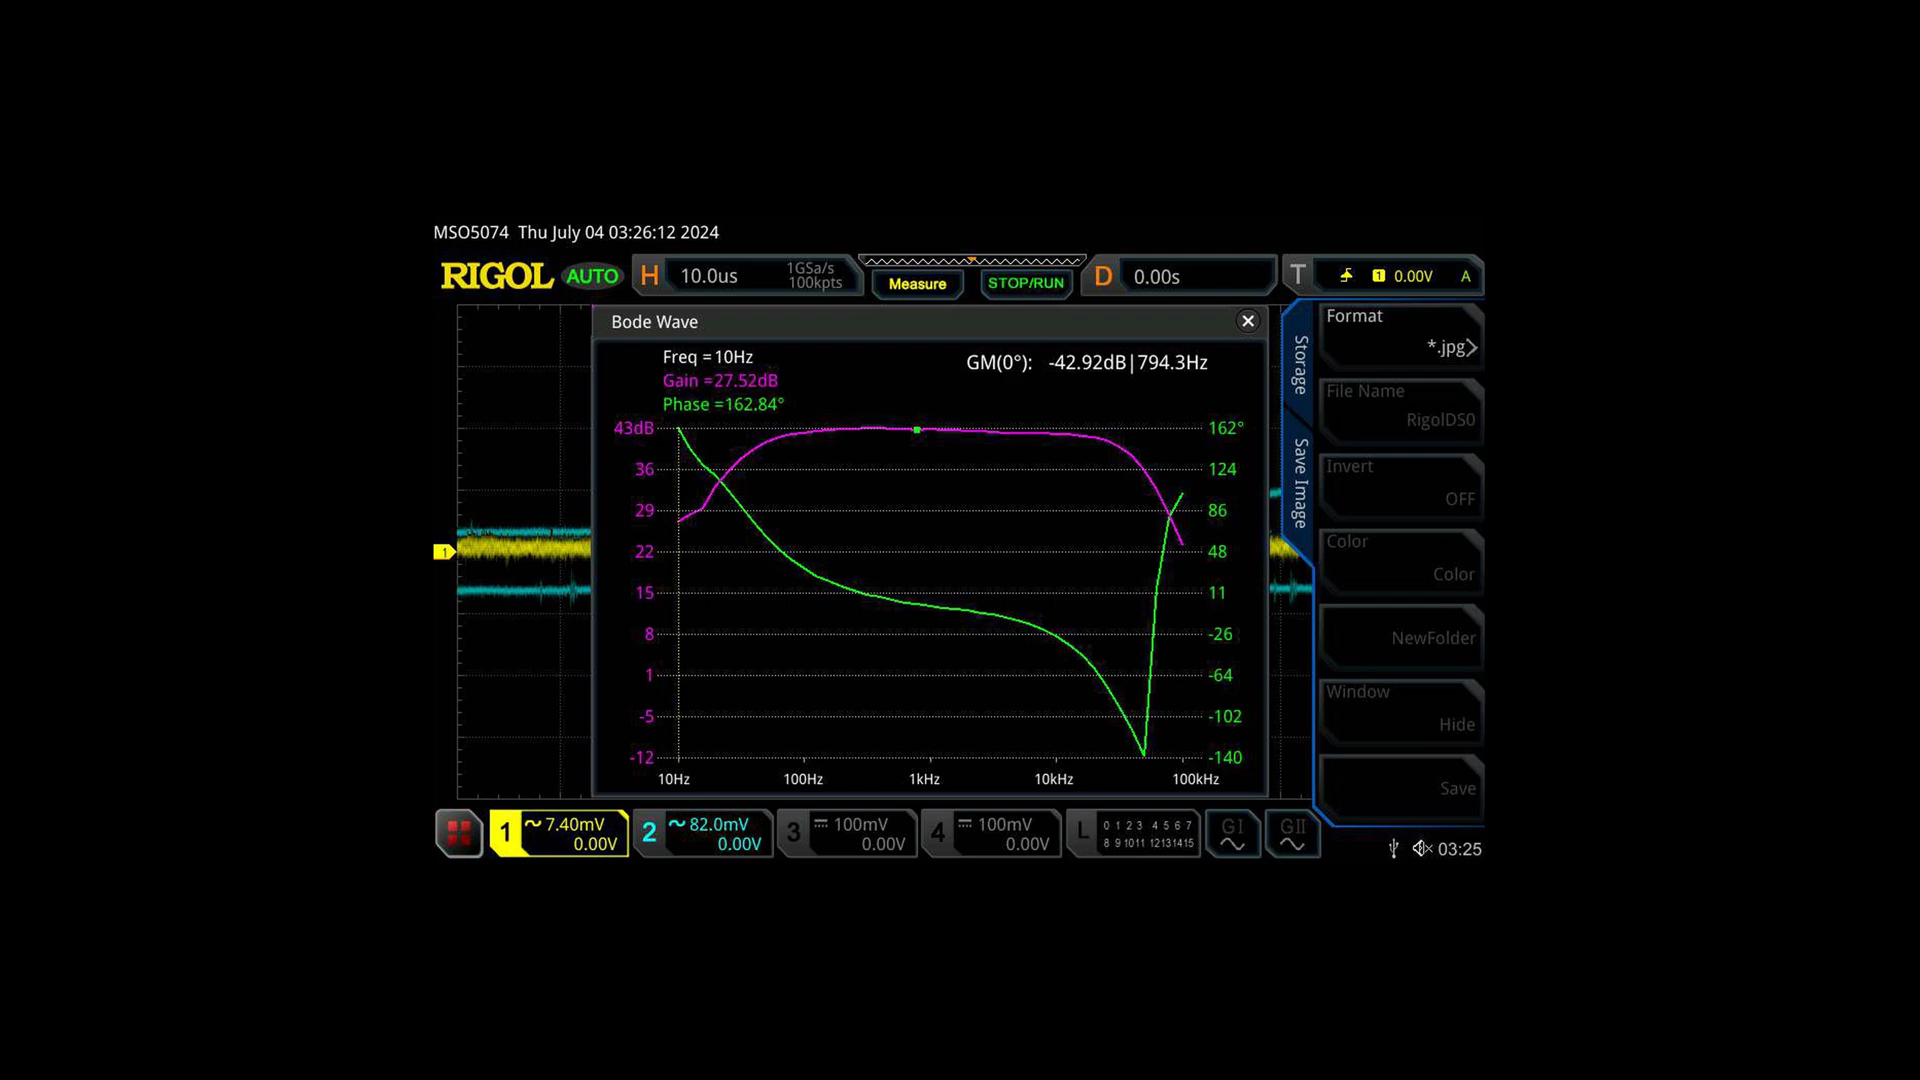 MSO5074 Thu July 04 03:26:12 2024
RIGOL AUTO H 10.0us 1GSa/s 100kpts Measure STOP/RUN D 0.00s T 1 0.00V A
Bode Wave
Freq =10Hz
Gain =27.52dB
Phase =162.84°
GM(0°): -42.92dB|794.3Hz
43dB 162°
36 124
29 86
22 48
15 11
8 -26
1 -64
-5 -102
-12 -140
10Hz 100Hz 1kHz 10kHz 100kHz
1
Storage
Save Image
Format
*.jpg
File Name
RigolDS0
Invert
OFF
Color
Color
NewFolder
Window
Hide
Save
1 7.40mV 0.00V
2 82.0mV 0.00V
3 100mV 0.00V
4 100mV 0.00V
L 0 1 2 3 4 5 6 7
8 9 10 11 12 13 14 15
GI GII
03:25